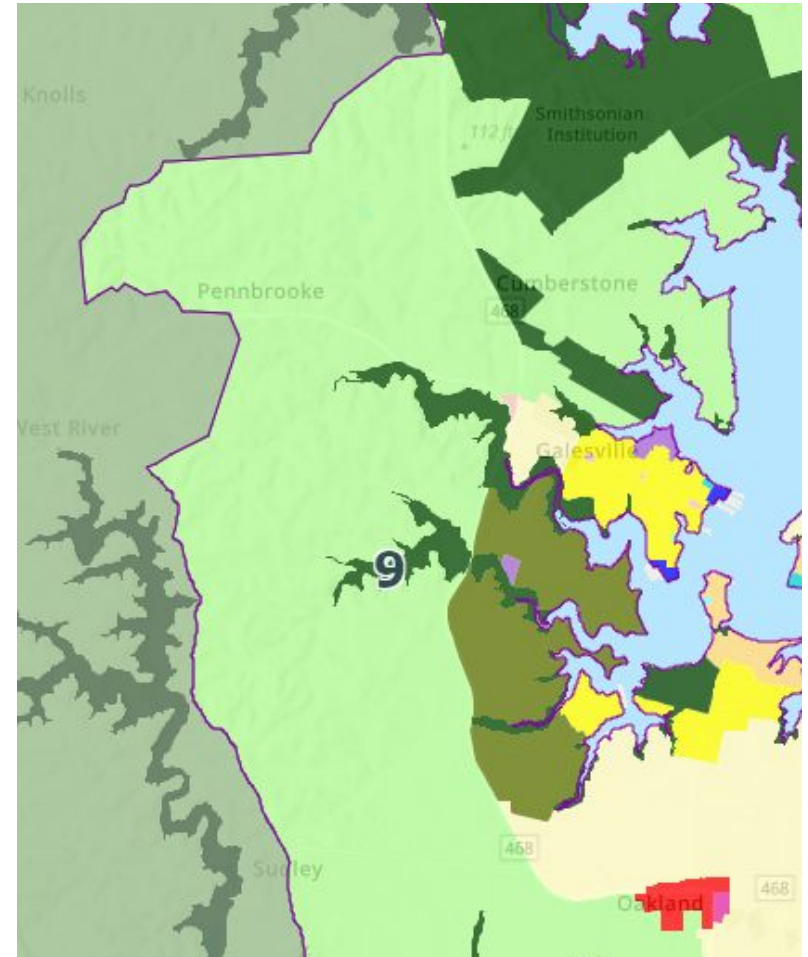 Knolls
Smithsonian
Institution
112 ft
Pennbrooke
Cumberstone
468
West River
Galesville
9
468
Sudley
468
Oakland